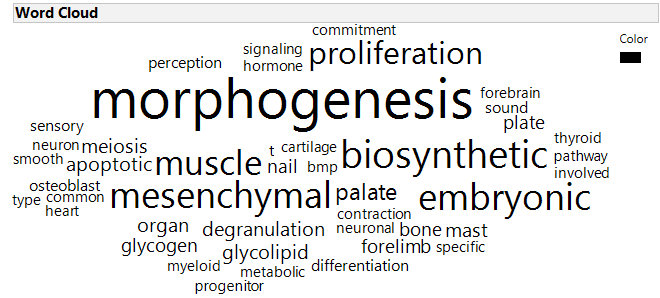 Word Cloud
commitment
Color
signaling
proliferation
perception
hormone
morphogenesis
forebrain
sound
plate
sensory
thyroid
neuron
meiosis
t
cartilage
biosynthetic
smooth
apoptotic
muscle
nail
bmp
pathway
involved
osteoblast
mesenchymal
palate
embryonic
type
common
heart
contraction
organ
degranulation
neuronal
bone
mast
glycogen
glycolipid
forelimb
specific
myeloid
metabolic
differentiation
progenitor